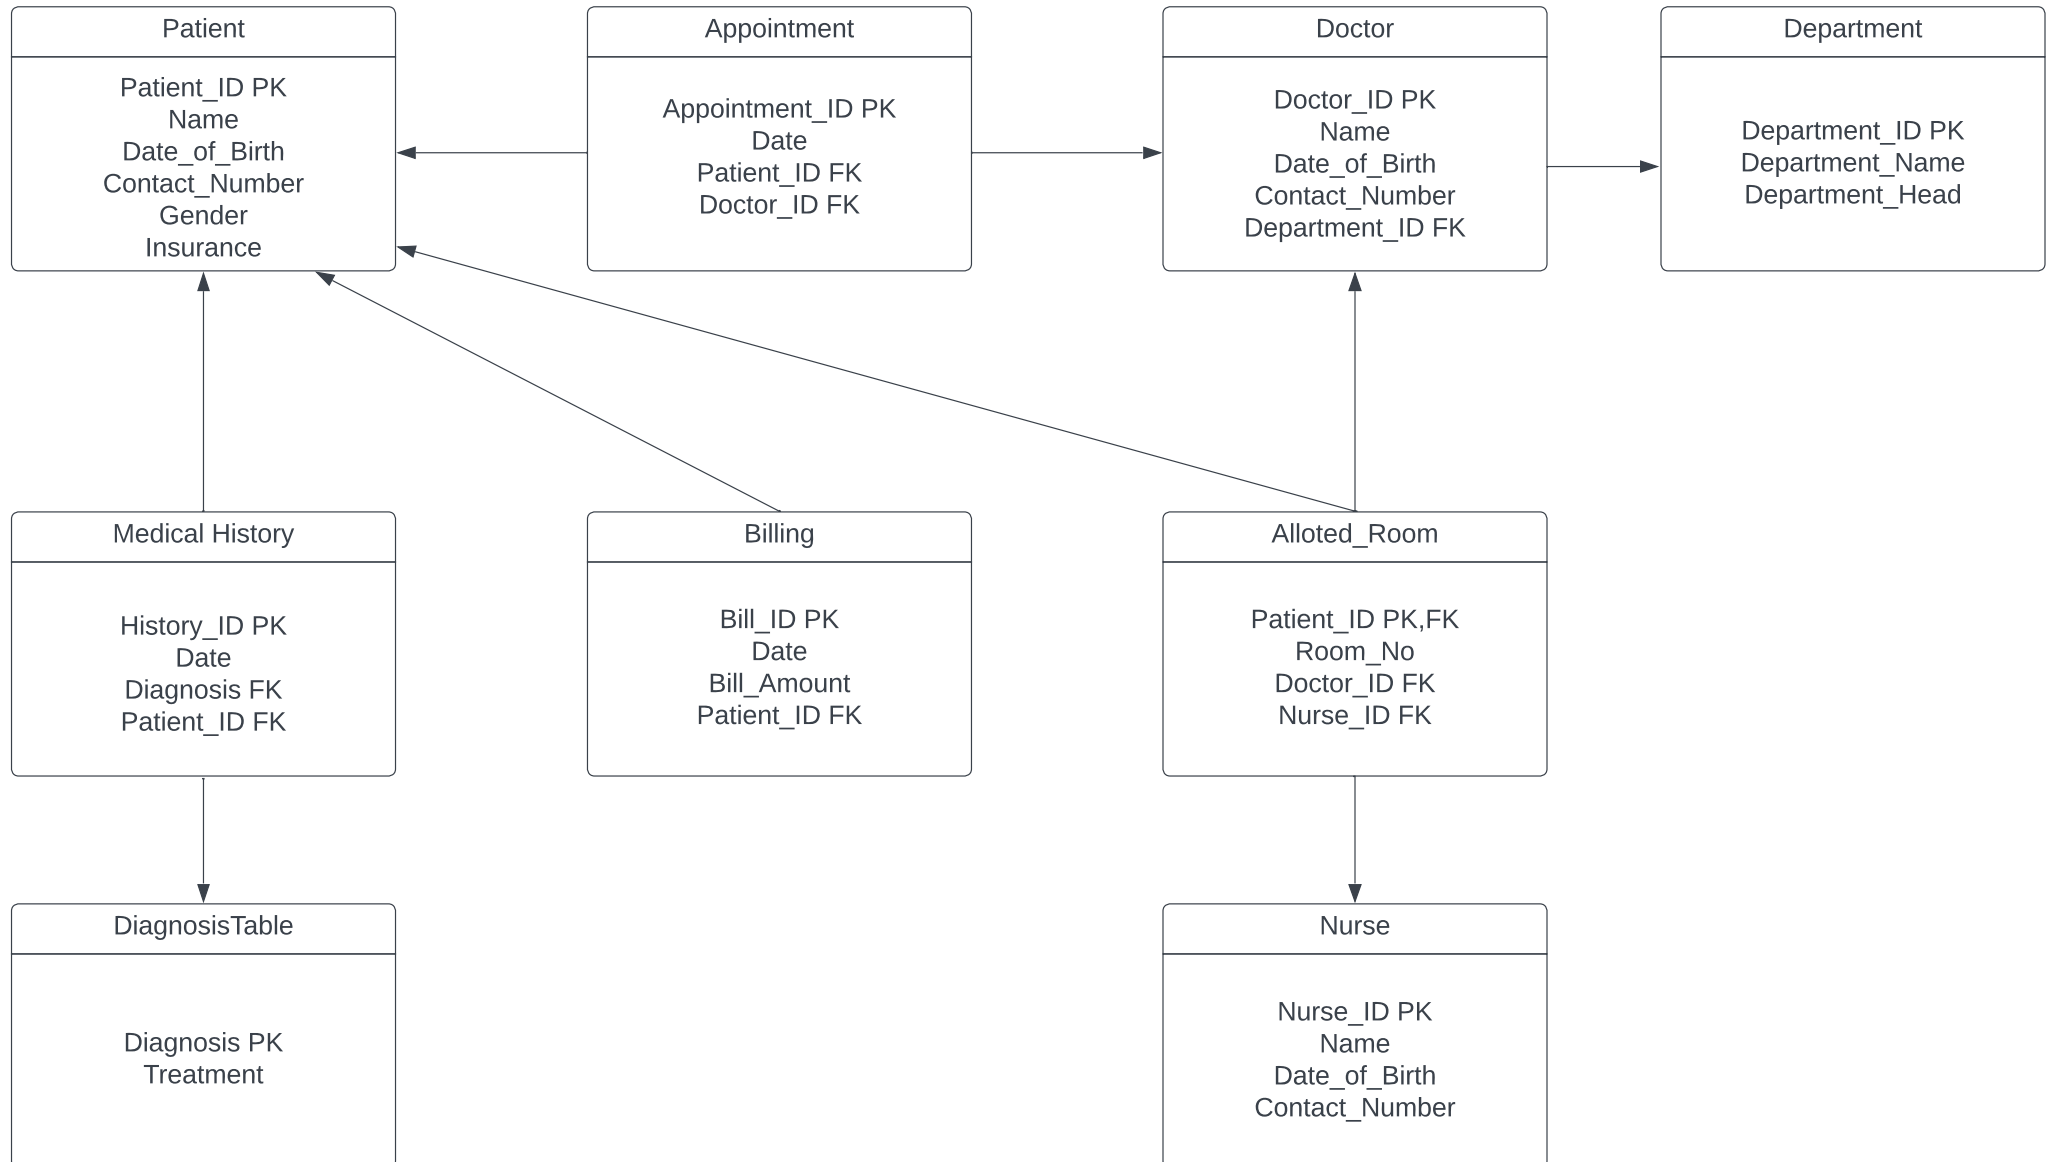 Patient
Patient_ID PK
Name
Date_of_Birth
Contact_Number
Gender
Insurance
Appointment
Appointment_ID PK
Date
Patient_ID FK
Doctor_ID FK
Doctor
Doctor_ID PK
Name
Date_of_Birth
Contact_Number
Department_ID FK
Department
Department_ID PK
Department_Name
Department_Head
Medical History
History_ID PK
Date
Diagnosis FK
Patient_ID FK
Billing
Bill_ID PK
Date
Bill_Amount
Patient_ID FK
Alloted_Room
Patient_ID PK,FK
Room_No
Doctor_ID FK
Nurse_ID FK
DiagnosisTable
Diagnosis PK
Treatment
Nurse
Nurse_ID PK
Name
Date_of_Birth
Contact_Number